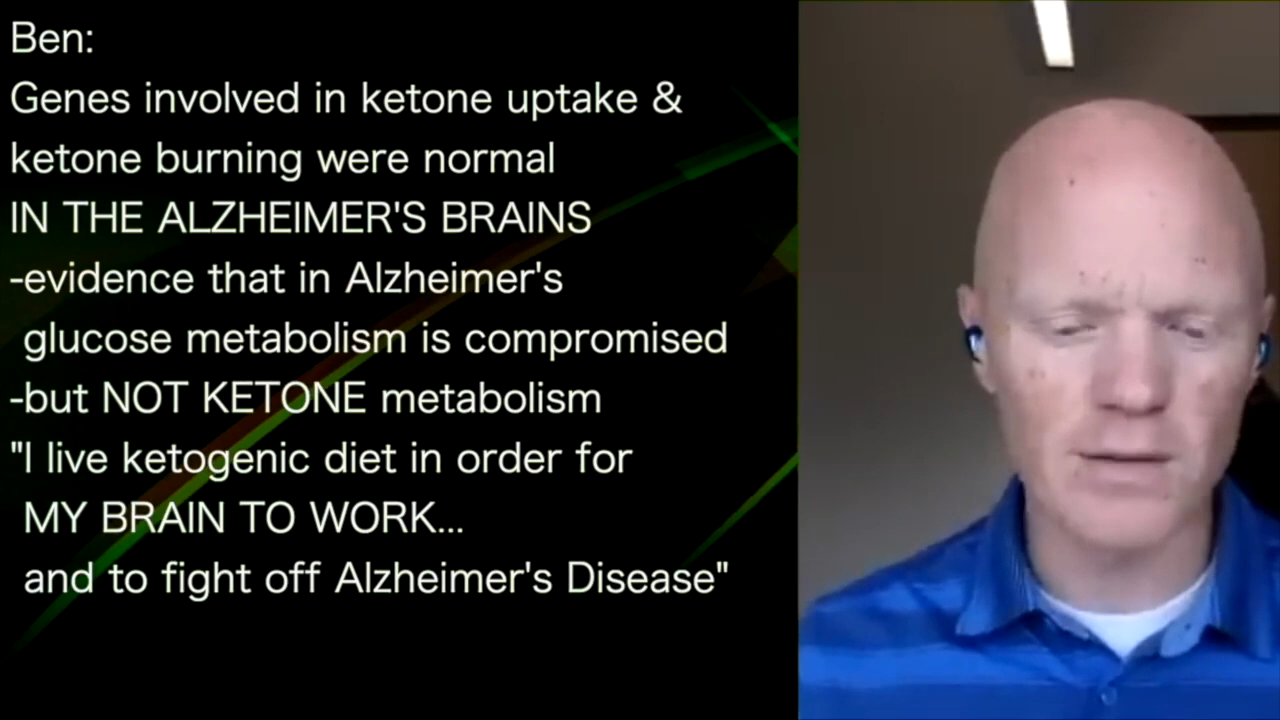 Ben:
Genes involved in ketone uptake &
ketone burning were normal
IN THE ALZHEIMER'S BRAINS
-evidence that in Alzheimer's
glucose metabolism is compromised
-but NOT KETONE metabolism
"I live ketogenic diet in order for
MY BRAIN TO WORK...
and to fight off Alzheimer's Disease"